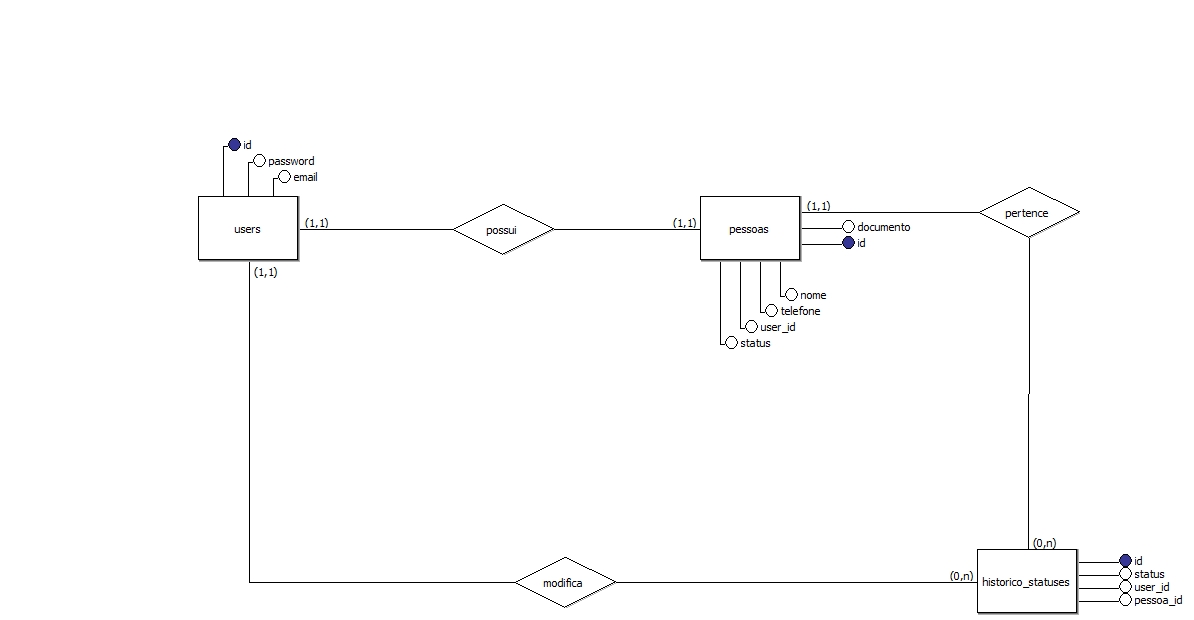 id
password
email
users
(1,1)
possui
(1,1)
pessoas
(1,1)
pertence
documento
id
(1,1)
nome
telefone
user_id
status
(0,n)
modifica
(0,n)
historico_statuses
id
status
user_id
pessoa_id